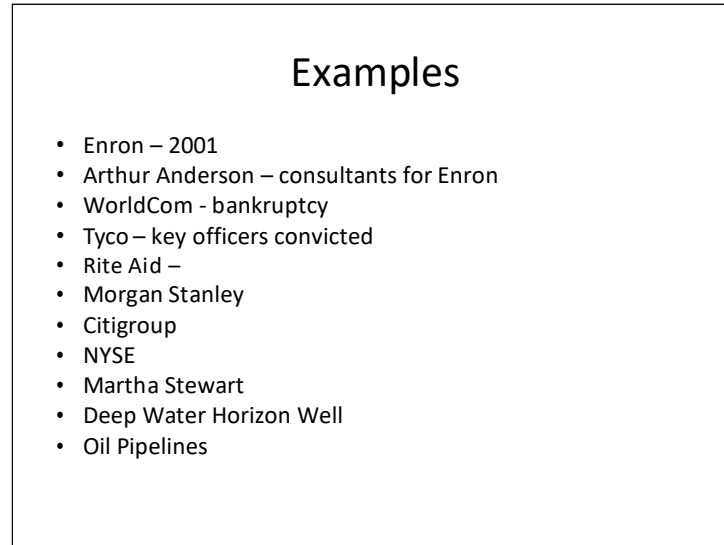 Examples
• Enron – 2001
• Arthur Anderson – consultants for Enron
• WorldCom - bankruptcy
• Tyco – key officers convicted
• Rite Aid –
• Morgan Stanley
• Citigroup
• NYSE
• Martha Stewart
• Deep Water Horizon Well
• Oil Pipelines